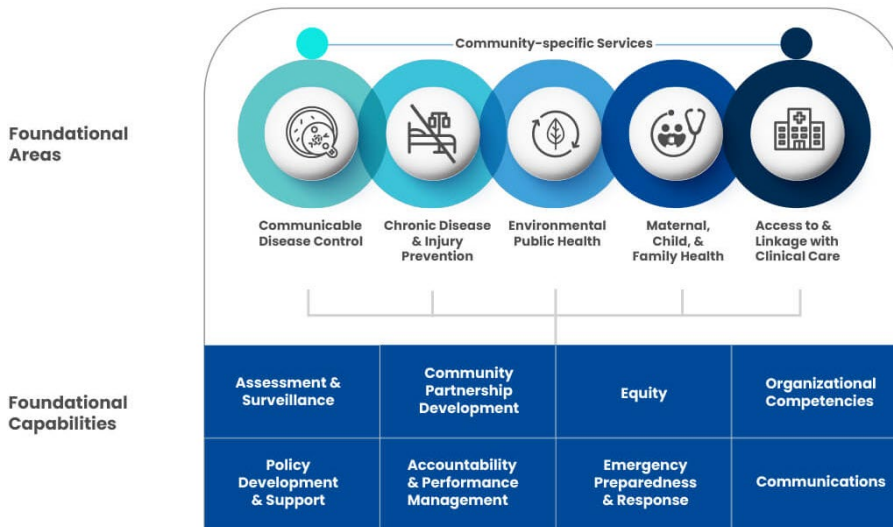 Community-specific Services
Foundational
Areas
Communicable
Disease Control
Chronic Disease
& Injury
Prevention
Environmental
Public Health
Maternal,
Child, &
Family Health
Access to &
Linkage with
Clinical Care
Foundational
Capabilities
Assessment &
Surveillance
Community
Partnership
Development
Equity
Organizational
Competencies
Policy
Development
& Support
Accountability
& Performance
Management
Emergency
Preparedness
& Response
Communications